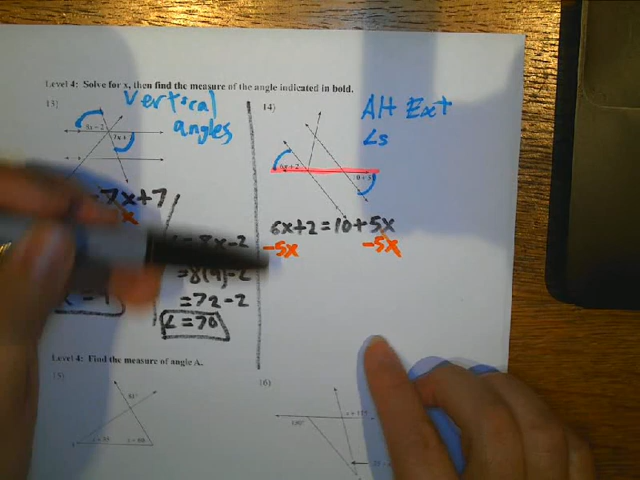 Level 4: Solve for x, then find the measure of the angle indicated in bold.
13)
Vertical
angles
8x - 2
7x +
7x+7
= 8x-2
=8(9)-2
=72-2
∠=70
14)
Alt Ext
∠s
6x + 2
10 + 5x
6x+2=10+5x
-5x -5x
Level 4: Find the measure of angle A.
15)
16)